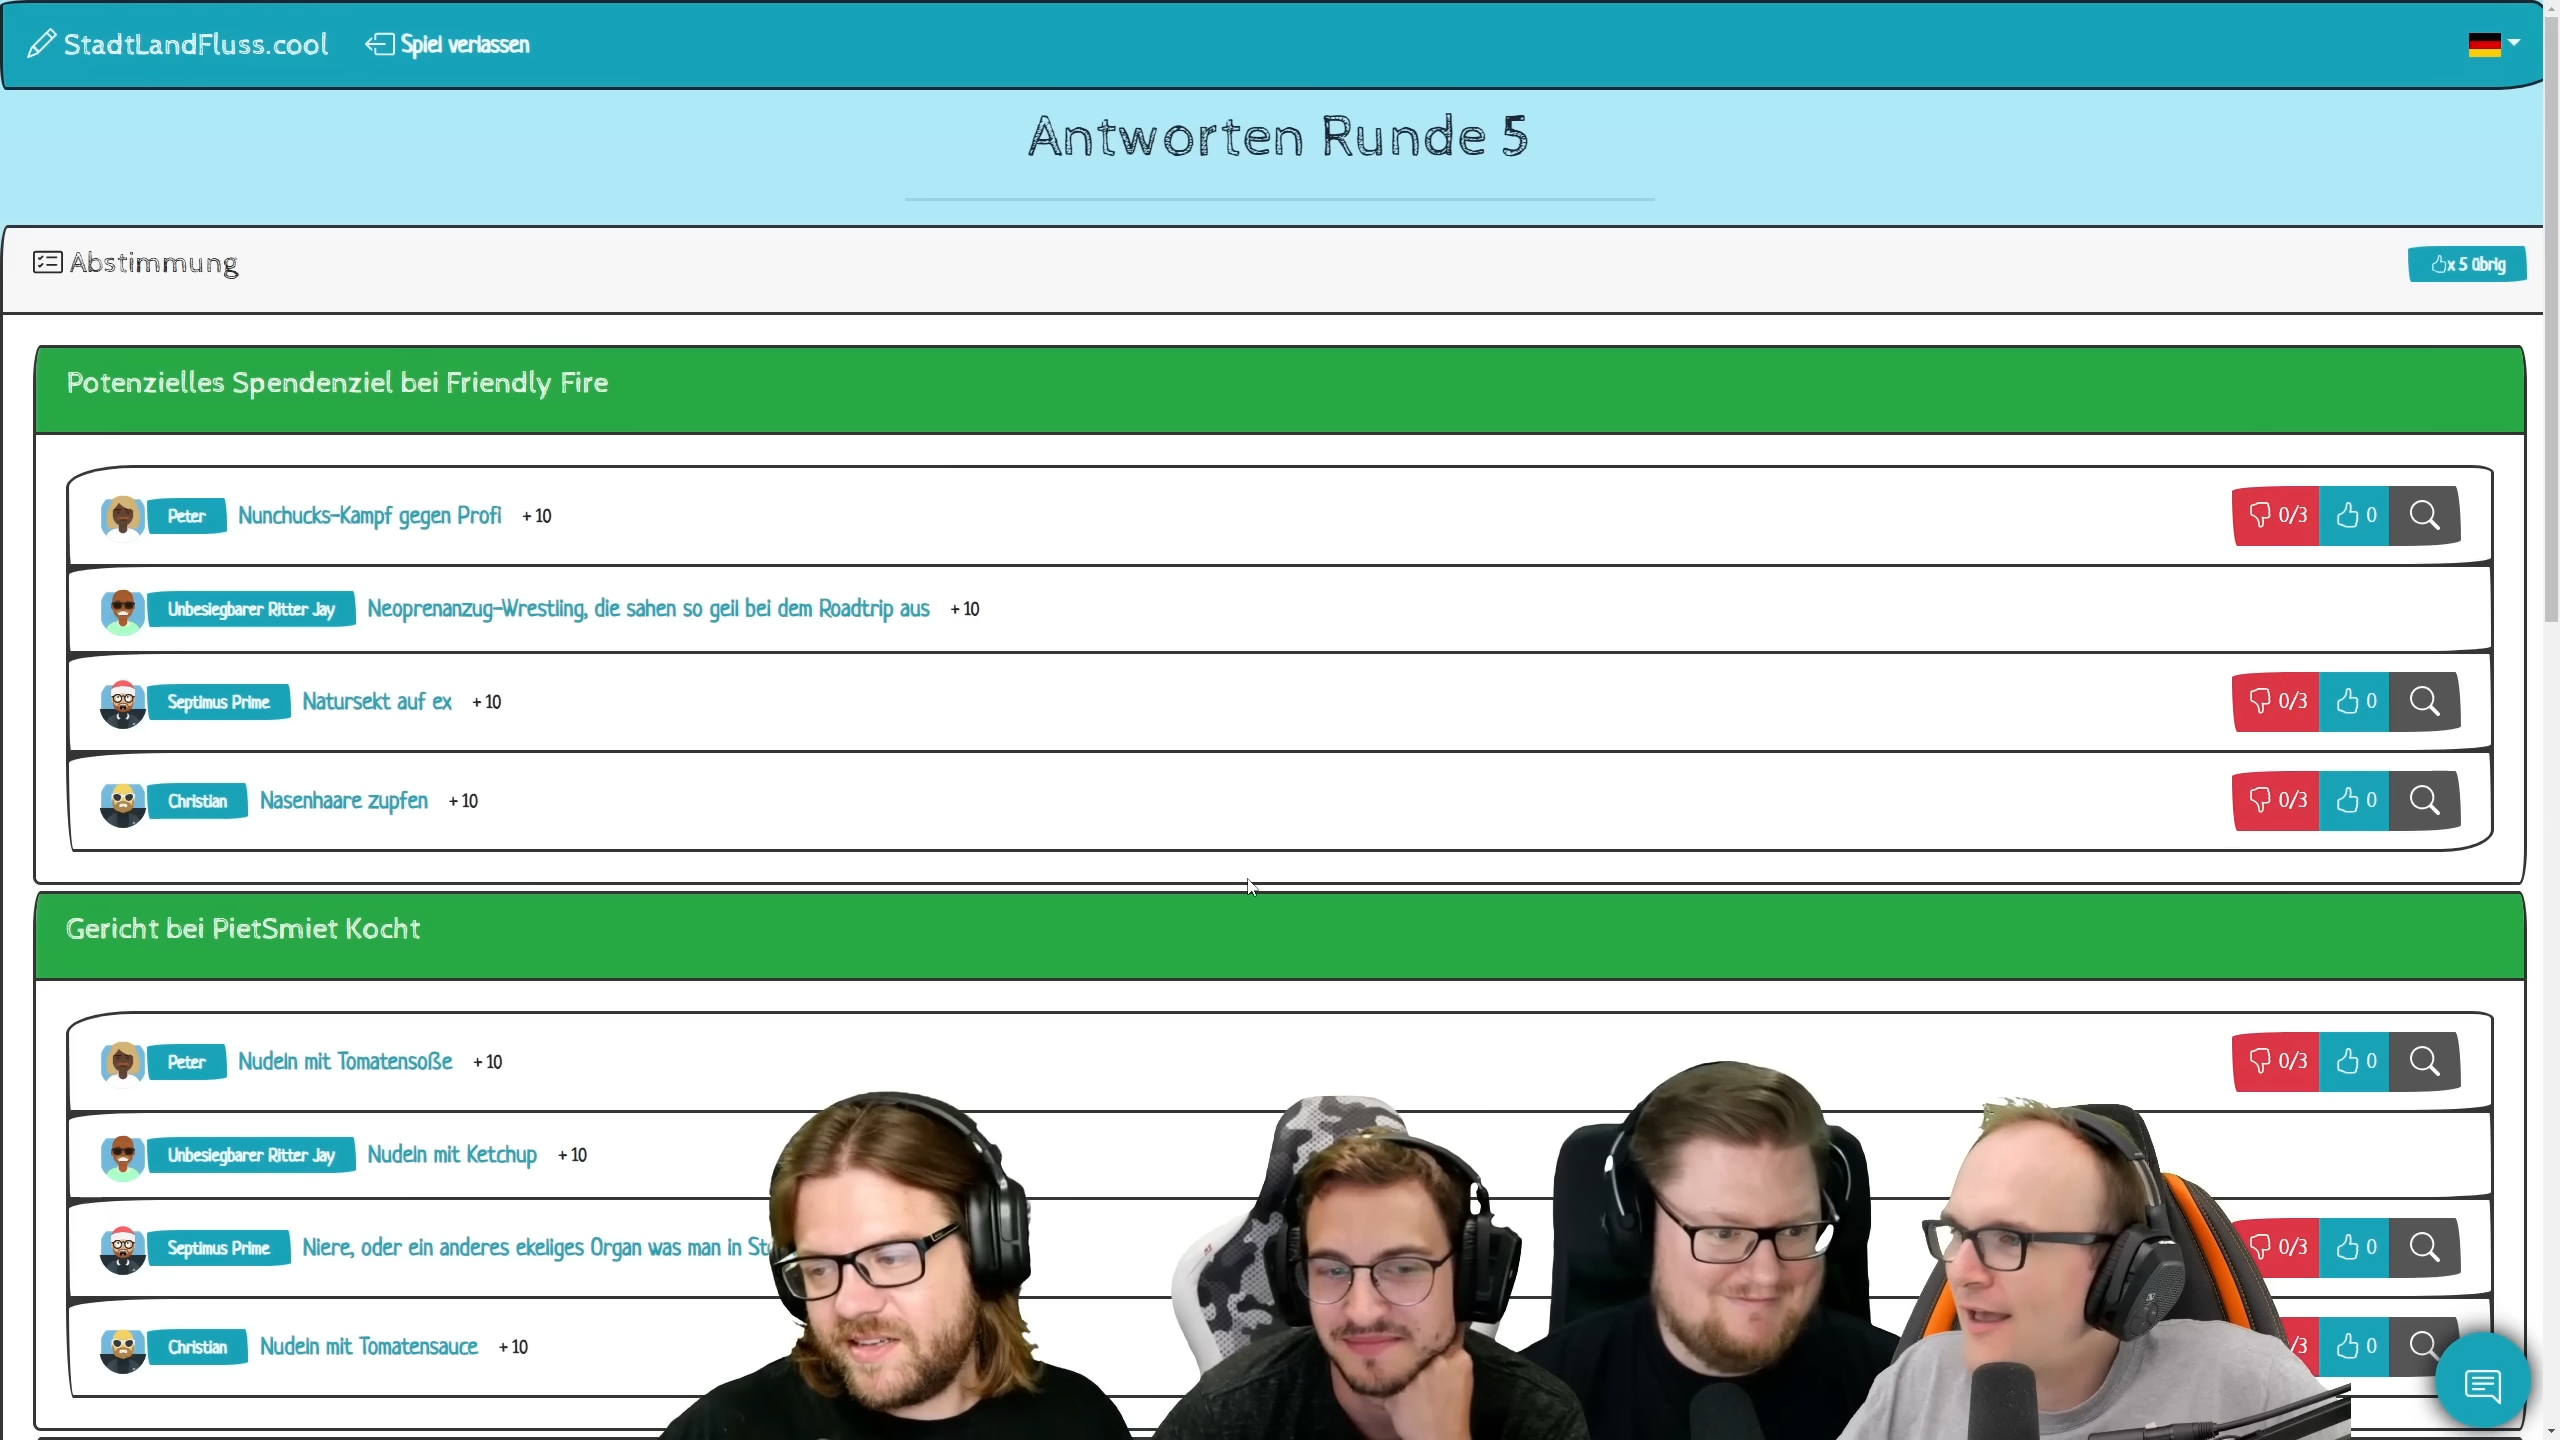 StadtLandFluss.cool
Spiel verlassen
Antworten Runde 5
Abstimmung
x 5 übrig
Potenzielles Spendenziel bei Friendly Fire
Peter Nunchucks-Kampf gegen Profi + 10 0/3 0
Unbesiegbarer Ritter Jay Neoprenanzug-Wrestling, die sahen so geil bei dem Roadtrip aus + 10
Septimus Prime Natursekt auf ex + 10 0/3 0
Christian Nasenhaare zupfen + 10 0/3 0
Gericht bei PietSmiet Kocht
Peter Nudeln mit Tomatensoße + 10 0/3 0
Unbesiegbarer Ritter Jay Nudeln mit Ketchup + 10
Septimus Prime Niere, oder ein anderes ekeliges Organ was man in 0/3 0
Christian Nudeln mit Tomatensauce + 10 /3 0